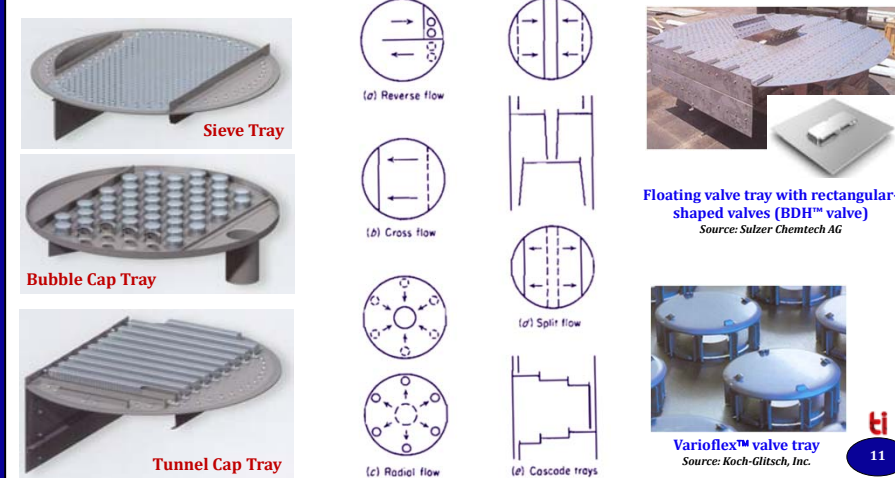 Sieve Tray
Bubble Cap Tray
Tunnel Cap Tray
(a) Reverse flow
(b) Cross flow
(c) Radial flow
(d) Split flow
(e) Cascade trays
Floating valve tray with rectangular-
shaped valves (BDH™ valve)
Source: Sulzer Chemtech AG
Varioflex™ valve tray
Source: Koch-Glitsch, Inc.
ti
11